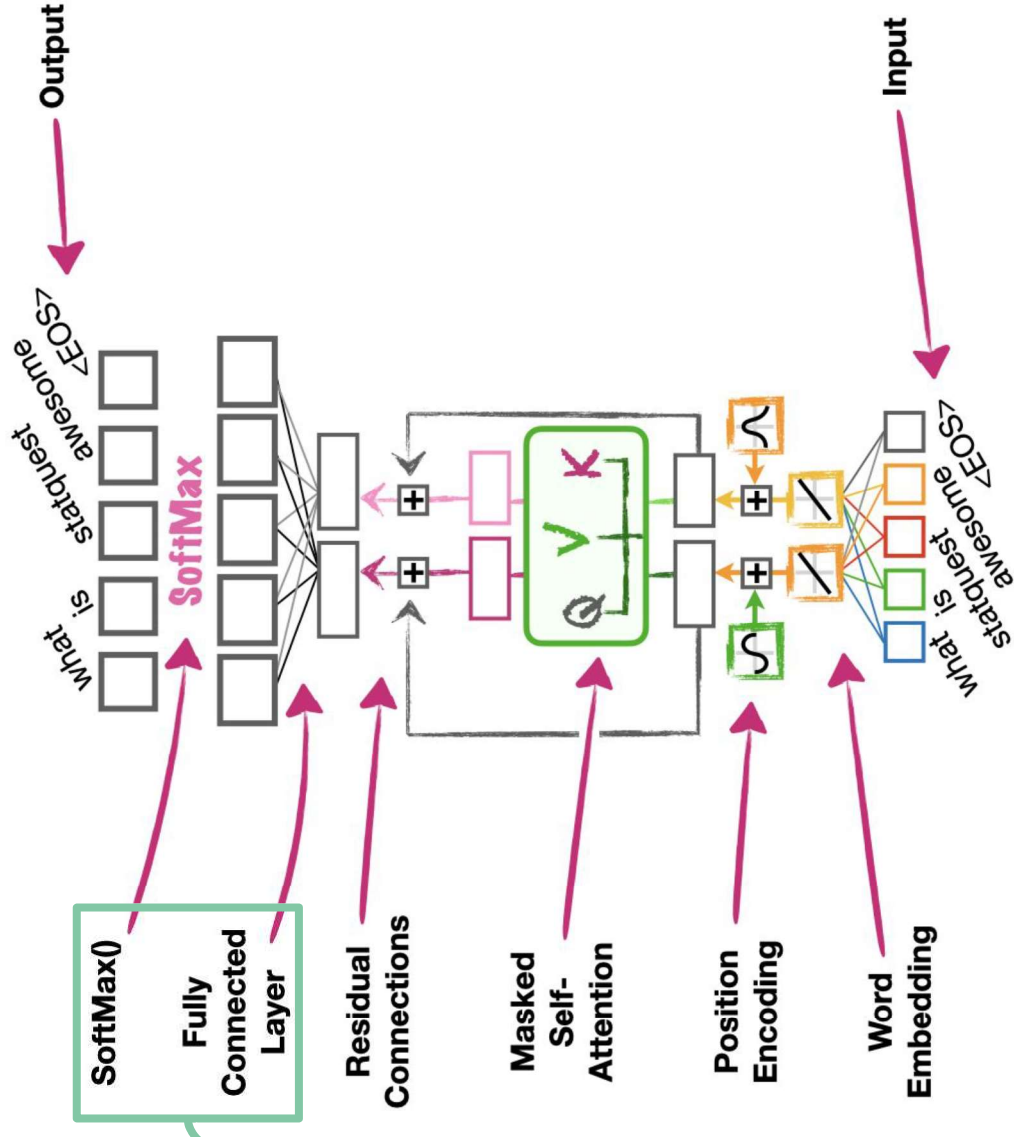 Output
what
is
statquest
awesome
<EOS>
SoftMax
SoftMax()
Fully
Connected
Layer
Residual
Connections
+
+
Masked
Self-
Attention
Q
V
K
Position
Encoding
+
+
Word
Embedding
what
is
statquest
awesome
<EOS>
Input